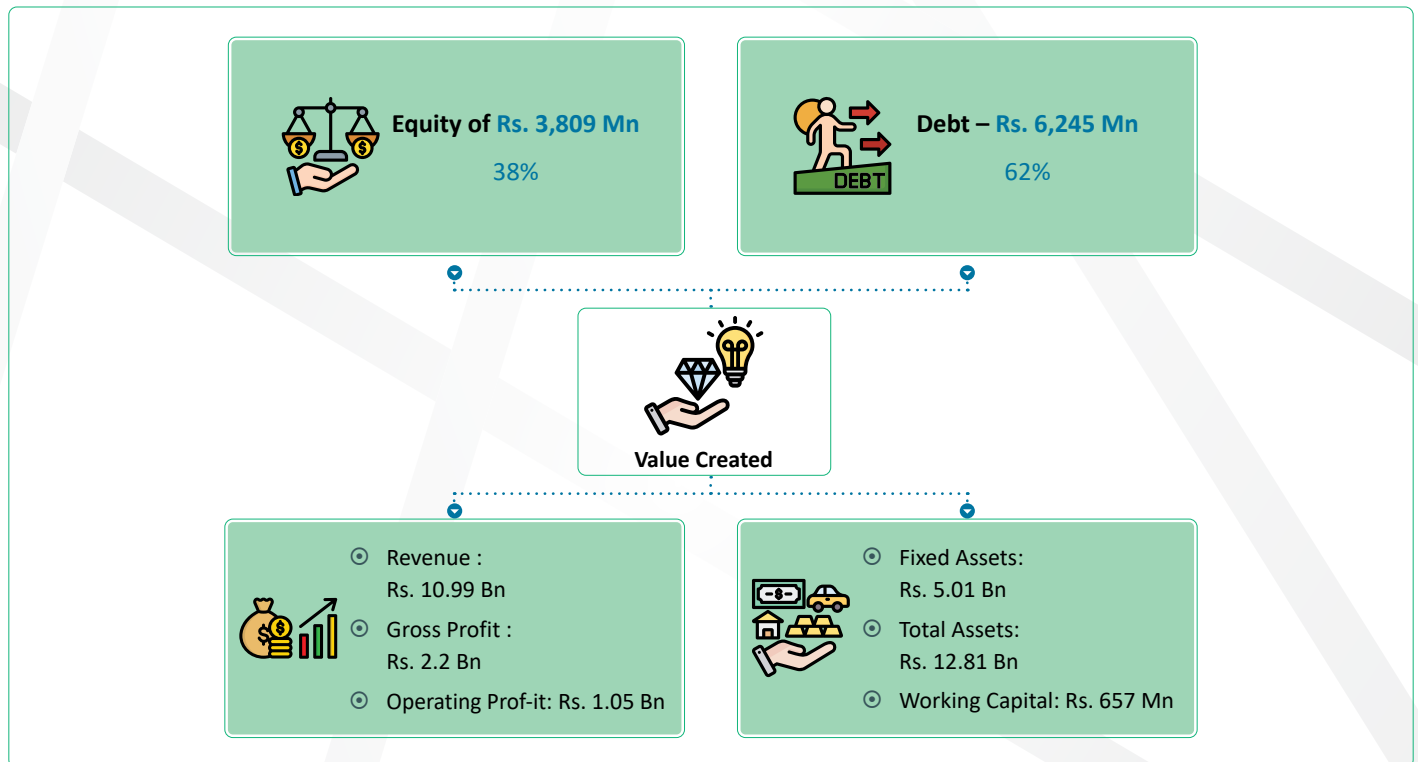 Equity of Rs. 3,809 Mn
38%
Debt – Rs. 6,245 Mn
62%
DEBT
Value Created
Revenue :
Rs. 10.99 Bn
Gross Profit :
Rs. 2.2 Bn
Operating Prof-it: Rs. 1.05 Bn
Fixed Assets:
Rs. 5.01 Bn
Total Assets:
Rs. 12.81 Bn
Working Capital: Rs. 657 Mn